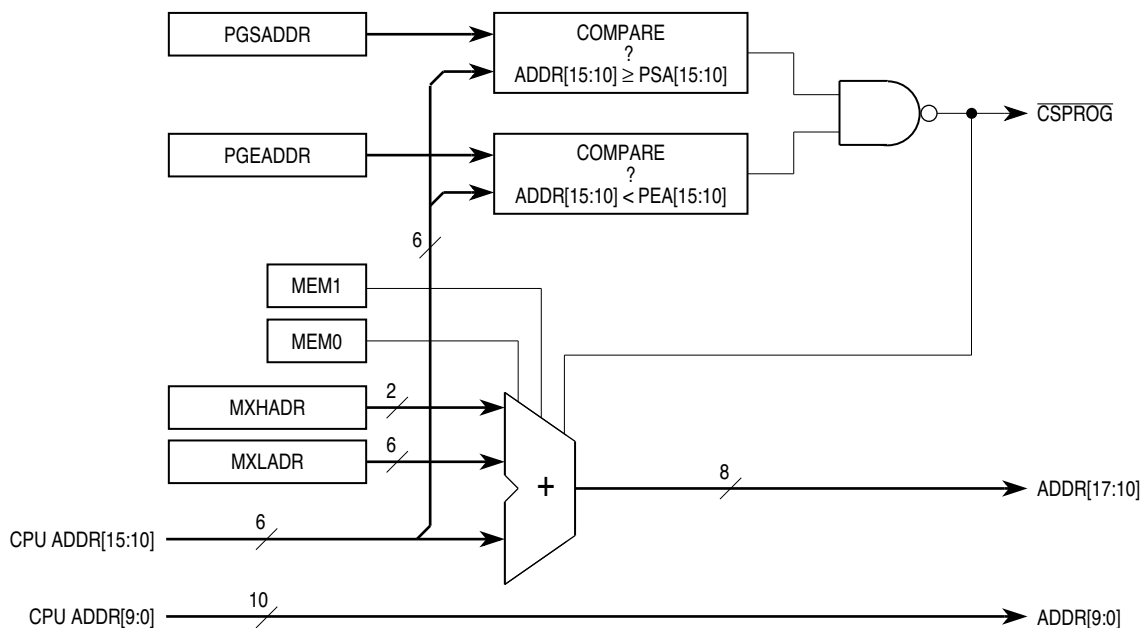 PGSADDR
COMPARE
?
ADDR[15:10] ≥ PSA[15:10]
CSPROG
PGEADDR
COMPARE
?
ADDR[15:10] < PEA[15:10]
6
MEM1
MEM0
MXHADR
2
MXLADR
6
+
8
ADDR[17:10]
CPU ADDR[15:10]
6
CPU ADDR[9:0]
10
ADDR[9:0]